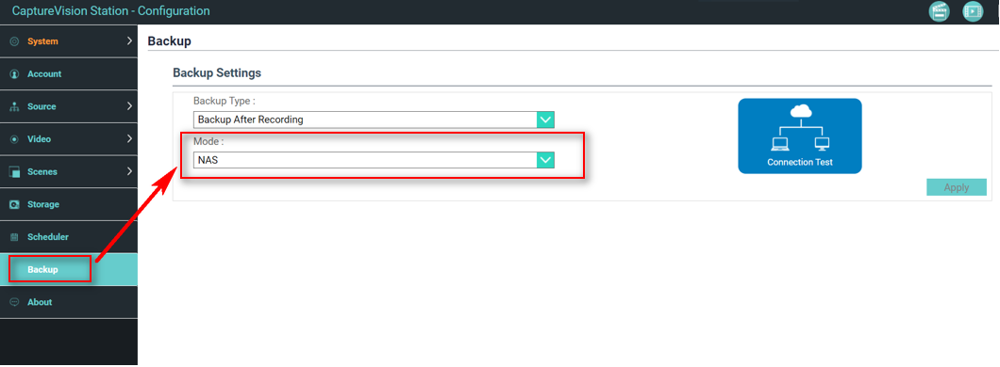 CaptureVision Station - Configuration
System
Account
Source
Video
Scenes
Storage
Scheduler
Backup
About
Backup
Backup Settings
Backup Type :
Backup After Recording
Mode :
NAS
Connection Test
Apply